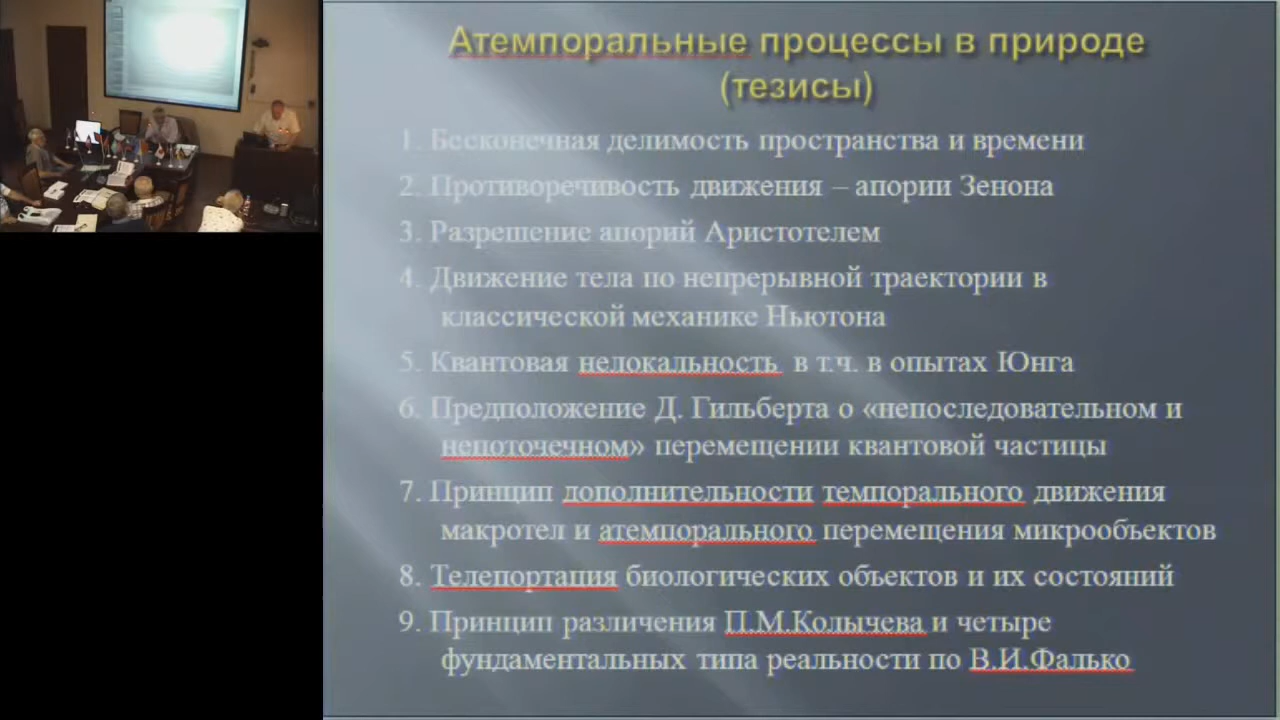 Атемпоральные процессы в природе
(тезисы)
1. Бесконечная делимость пространства и времени
2. Противоречивость движения – апории Зенона
3. Разрешение апорий Аристотелем
4. Движение тела по непрерывной траектории в
классической механике Ньютона
5. Квантовая нелокальность в т.ч. в опытах Юнга
6. Предположение Д. Гильберта о «непоследовательном и
непоточечном» перемещении квантовой частицы
7. Принцип дополнительности темпорального движения
макротел и атемпорального перемещения микрообъектов
8. Телепортация биологических объектов и их состояний
9. Принцип различения П.М.Колычева и четыре
фундаментальных типа реальности по В.И.Фалько